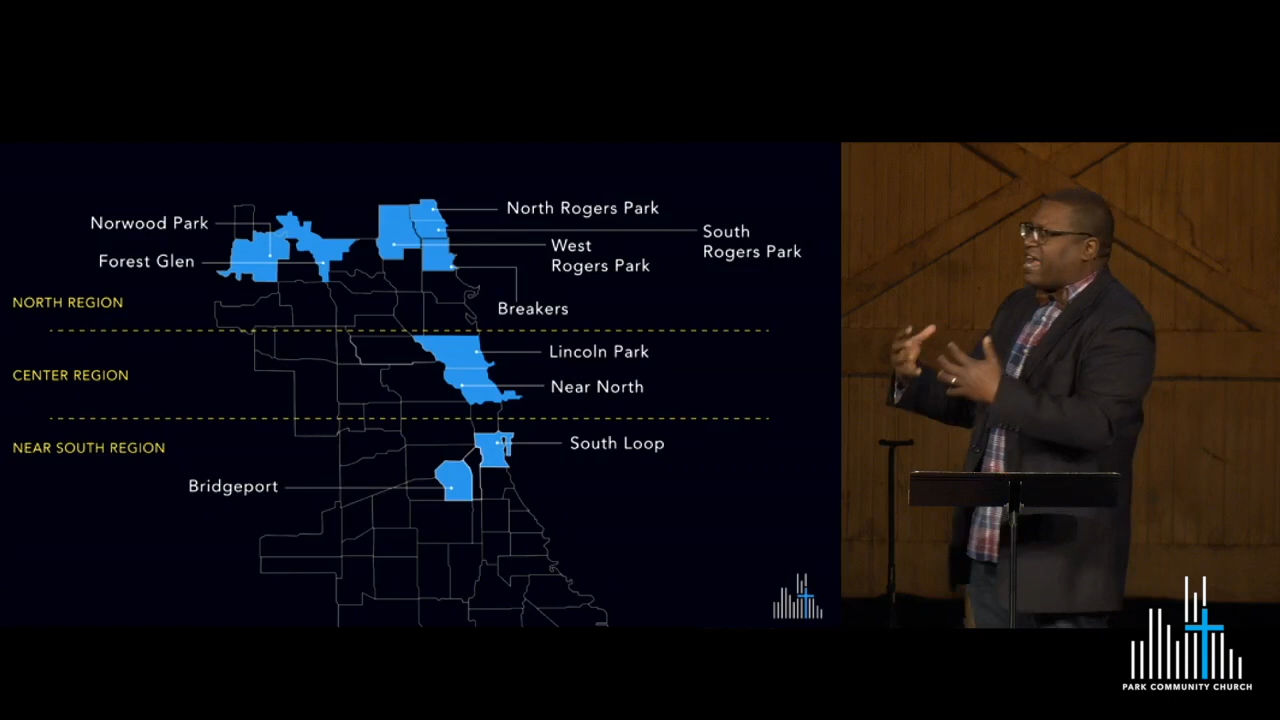 Norwood Park
North Rogers Park
South
Rogers Park
West
Rogers Park
Forest Glen
NORTH REGION
Breakers
Lincoln Park
CENTER REGION
Near North
NEAR SOUTH REGION
South Loop
Bridgeport
PARK COMMUNITY CHURCH